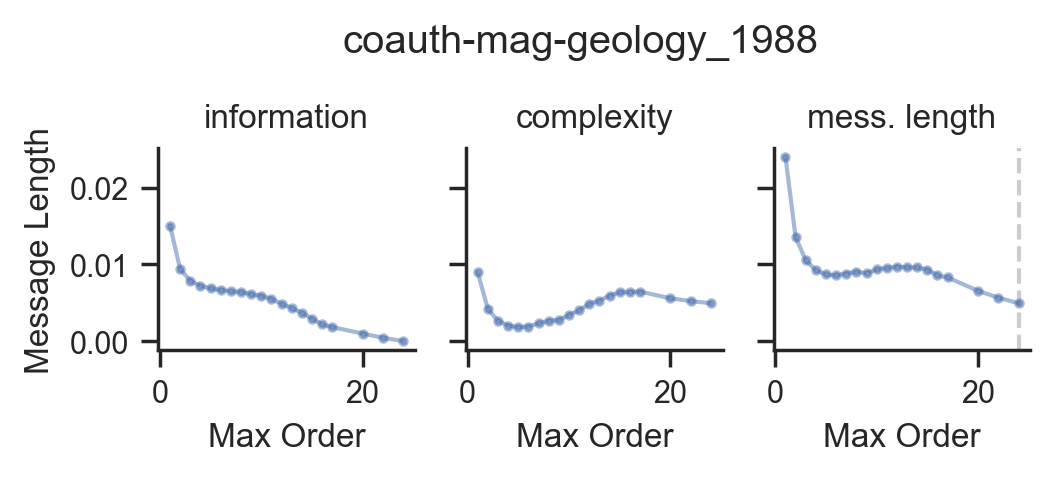 coauth-mag-geology_1988
information complexity mess. length
Message Length
0.02
0.01
0.00
0 20 0 20 0 20
Max Order Max Order Max Order